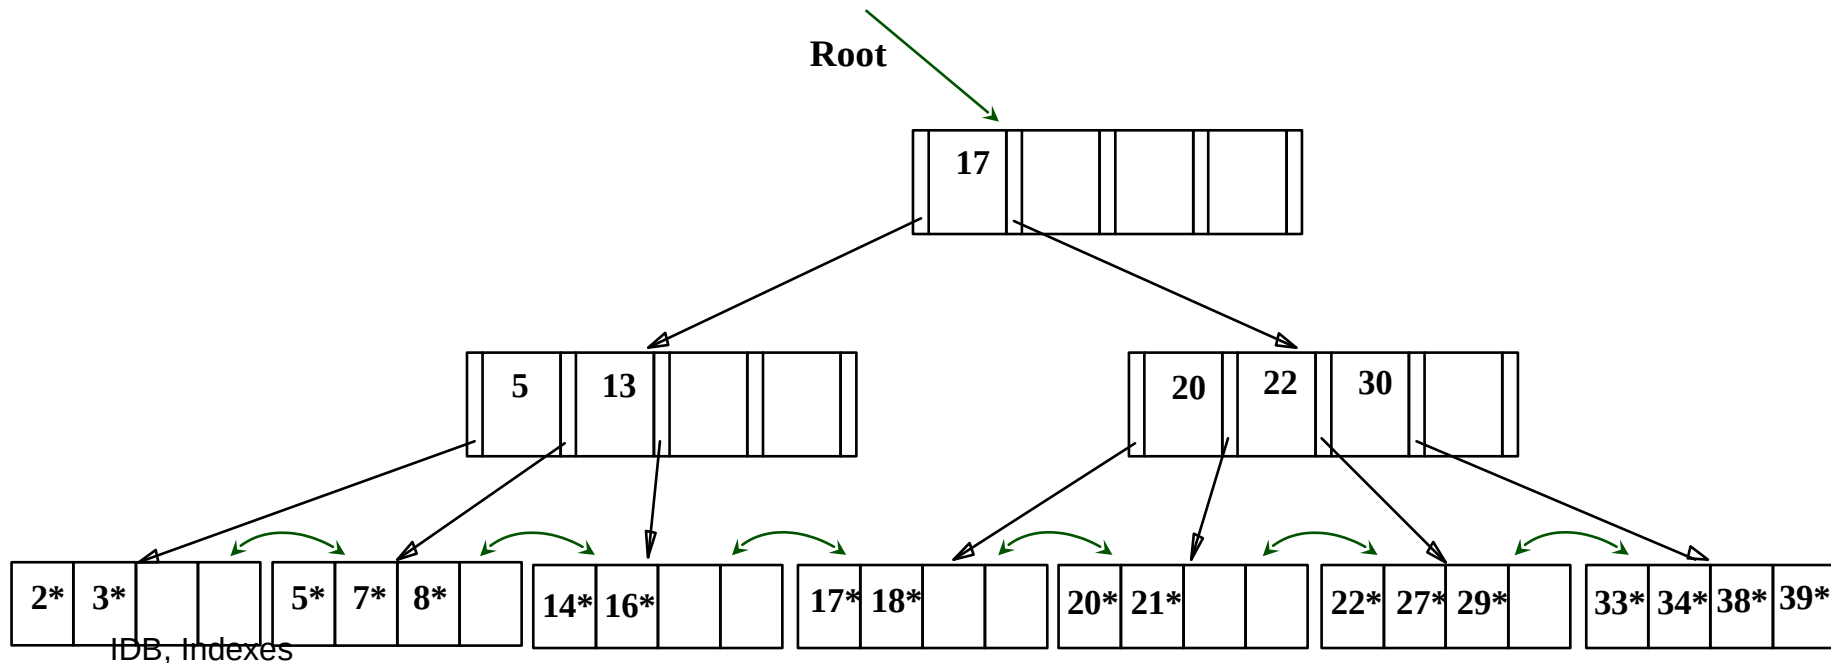 Root
17
5 13
20 22 30
2* 3*
5* 7* 8*
14* 16*
17* 18*
20* 21*
22* 27* 29*
33* 34* 38* 39*
IDB, Indexes